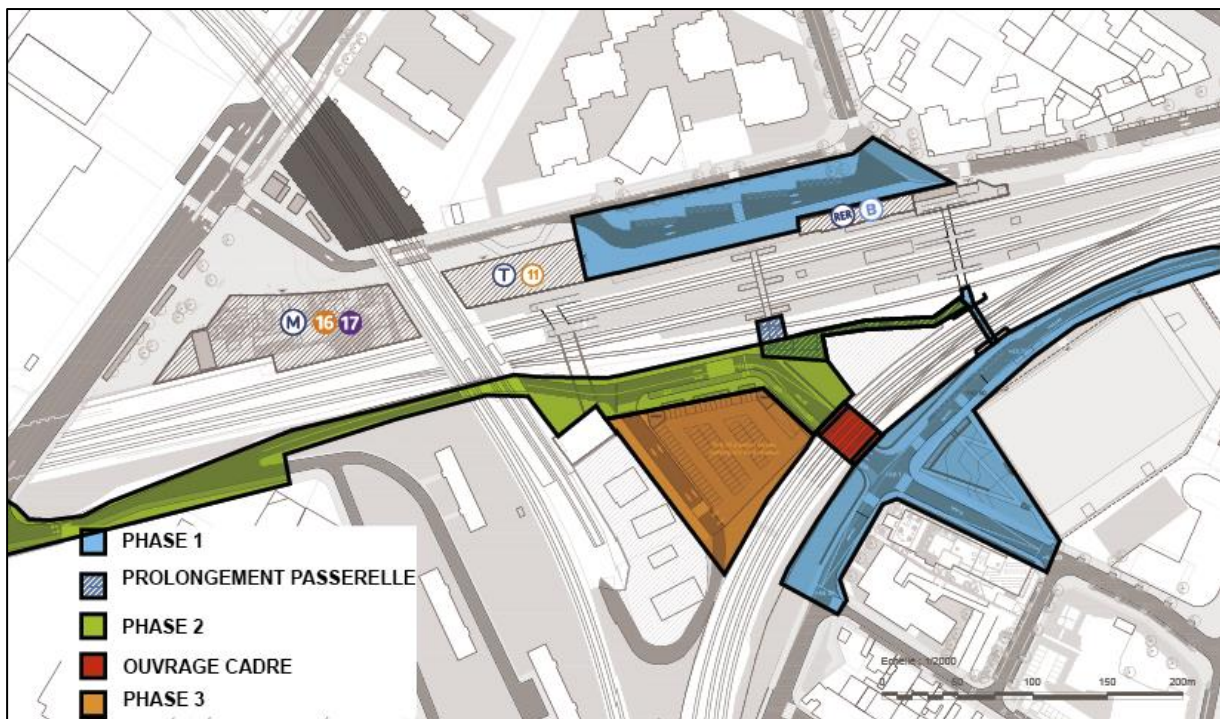 RER B
T 11
M 16 17
PHASE 1
PROLONGEMENT PASSERELLE
PHASE 2
OUVRAGE CADRE
PHASE 3
Echelle : 1/2000
0 50 100 150 200m